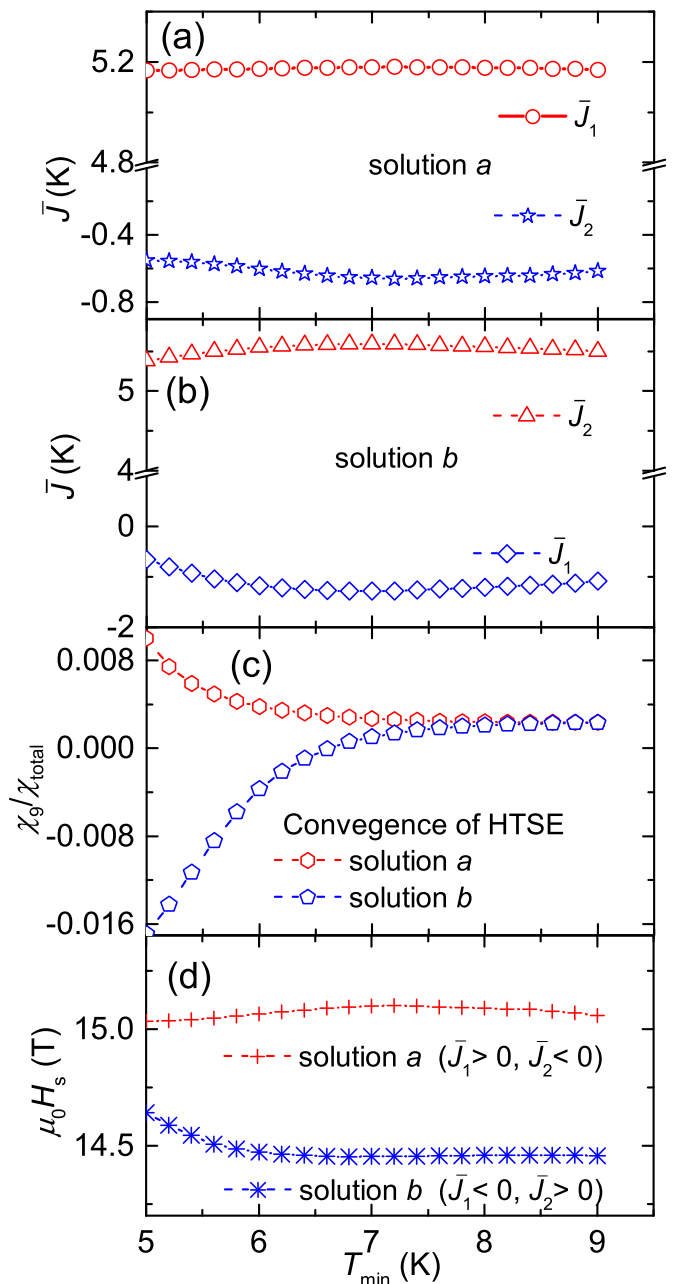 (a)
5.2
J̄₁
4.8
J̄ (K)
solution a
J̄₂
-0.4
-0.8
(b)
5
J̄₂
J̄ (K)
solution b
4
0
J̄₁
-2
(c)
0.008
0.000
χ₉/χtotal
-0.008
Convegence of HTSE
solution a
solution b
-0.016
(d)
15.0
μ₀Hs (T)
solution a (J̄₁> 0, J̄₂< 0)
14.5
solution b (J̄₁< 0, J̄₂> 0)
5 6 7 8 9
Tmin (K)